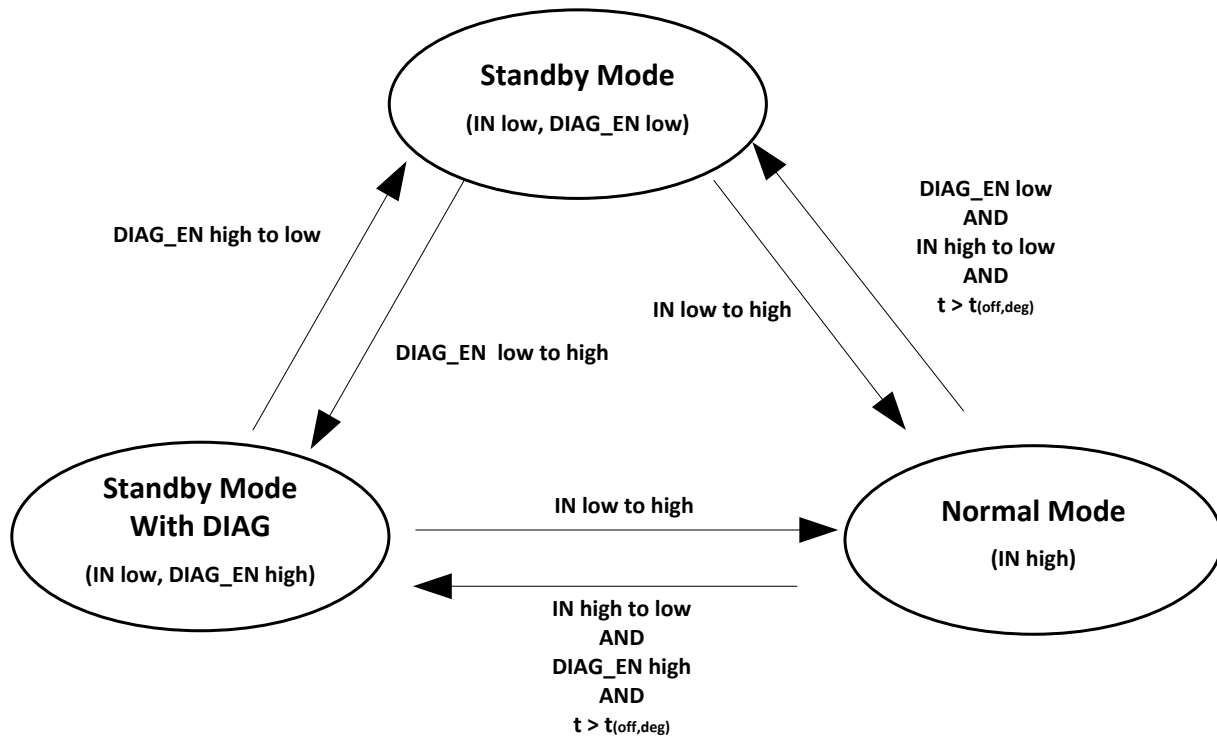 Standby Mode
(IN low, DIAG_EN low)
DIAG_EN high to low
DIAG_EN  low to high
IN low to high
DIAG_EN low
AND
IN high to low
AND
t > t(off,deg)
Standby Mode
With DIAG
(IN low, DIAG_EN high)
IN low to high
IN high to low
AND
DIAG_EN high
AND
t > t(off,deg)
Normal Mode
(IN high)